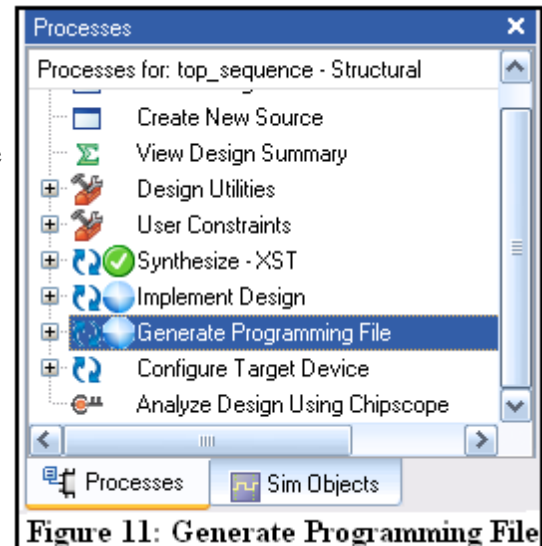 Processes
Processes for: top_sequence - Structural
Create New Source
View Design Summary
Design Utilities
User Constraints
Synthesize - XST
Implement Design
Generate Programming File
Configure Target Device
Analyze Design Using Chipscope
Processes
Sim Objects
Figure 11: Generate Programming File